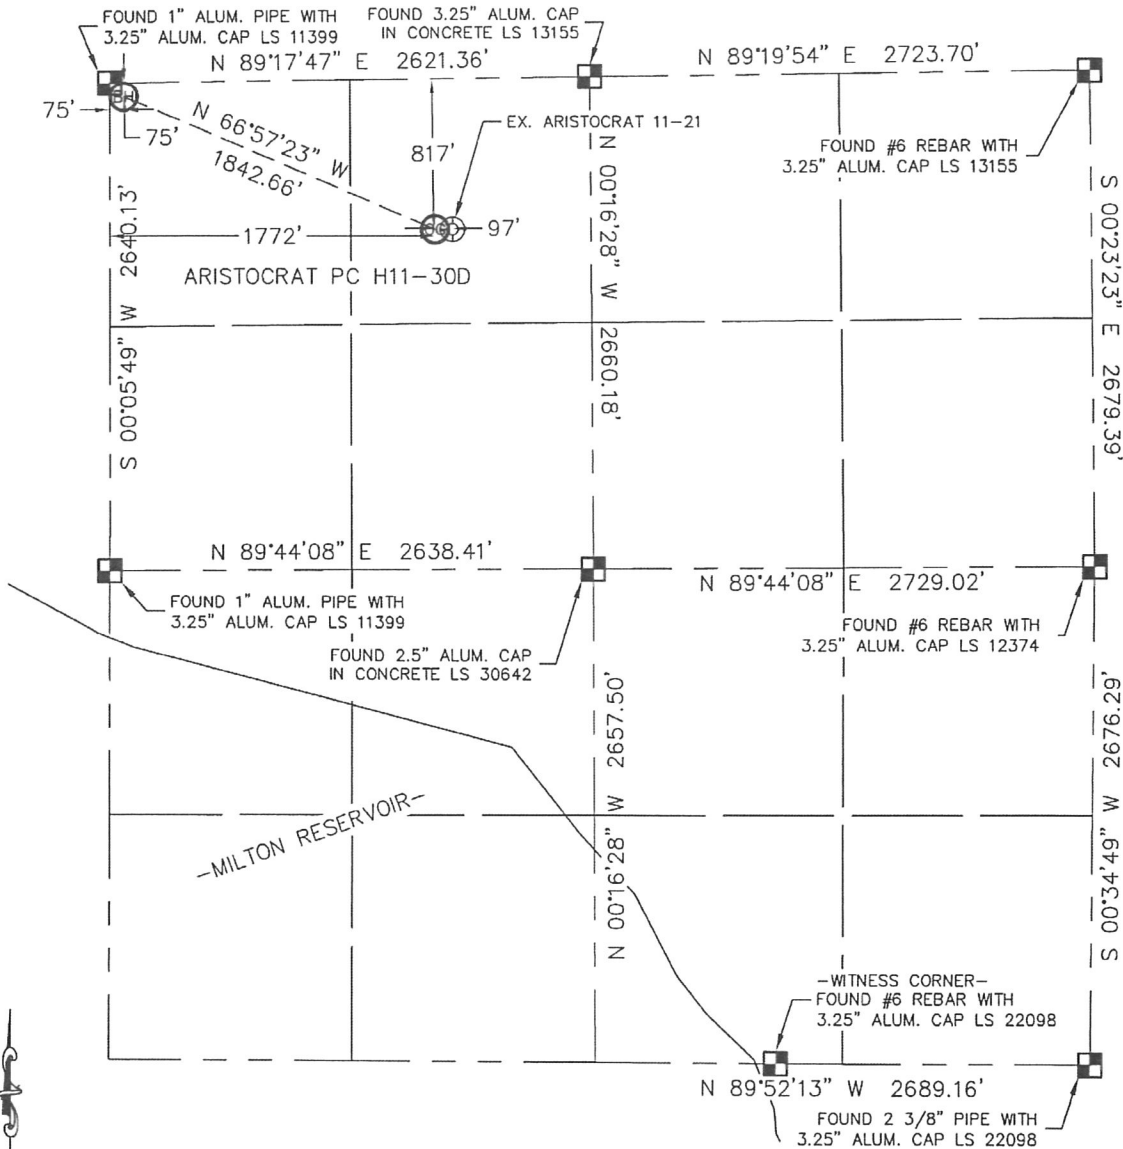 FOUND 1" ALUM. PIPE WITH
3.25" ALUM. CAP LS 11399
FOUND 3.25" ALUM. CAP
IN CONCRETE LS 13155
N 89°17'47" E 2621.36'
N 89°19'54" E 2723.70'
BH
75'
75'
N 66°57'23" W
1842.66'
817'
EX. ARISTOCRAT 11-21
FOUND #6 REBAR WITH
3.25" ALUM. CAP LS 13155
1772'
97'
ARISTOCRAT PC H11-30D
S 00°05'49" W 2640.13'
N 00°16'28" W 2660.18'
S 00°23'23" E 2679.39'
N 89°44'08" E 2638.41'
N 89°44'08" E 2729.02'
FOUND 1" ALUM. PIPE WITH
3.25" ALUM. CAP LS 11399
FOUND 2.5" ALUM. CAP
IN CONCRETE LS 30642
FOUND #6 REBAR WITH
3.25" ALUM. CAP LS 12374
-MILTON RESERVOIR-
N 00°16'28" W 2657.50'
S 00°34'49" W 2676.29'
-WITNESS CORNER-
FOUND #6 REBAR WITH
3.25" ALUM. CAP LS 22098
N 89°52'13" W 2689.16'
FOUND 2 3/8" PIPE WITH
3.25" ALUM. CAP LS 22098